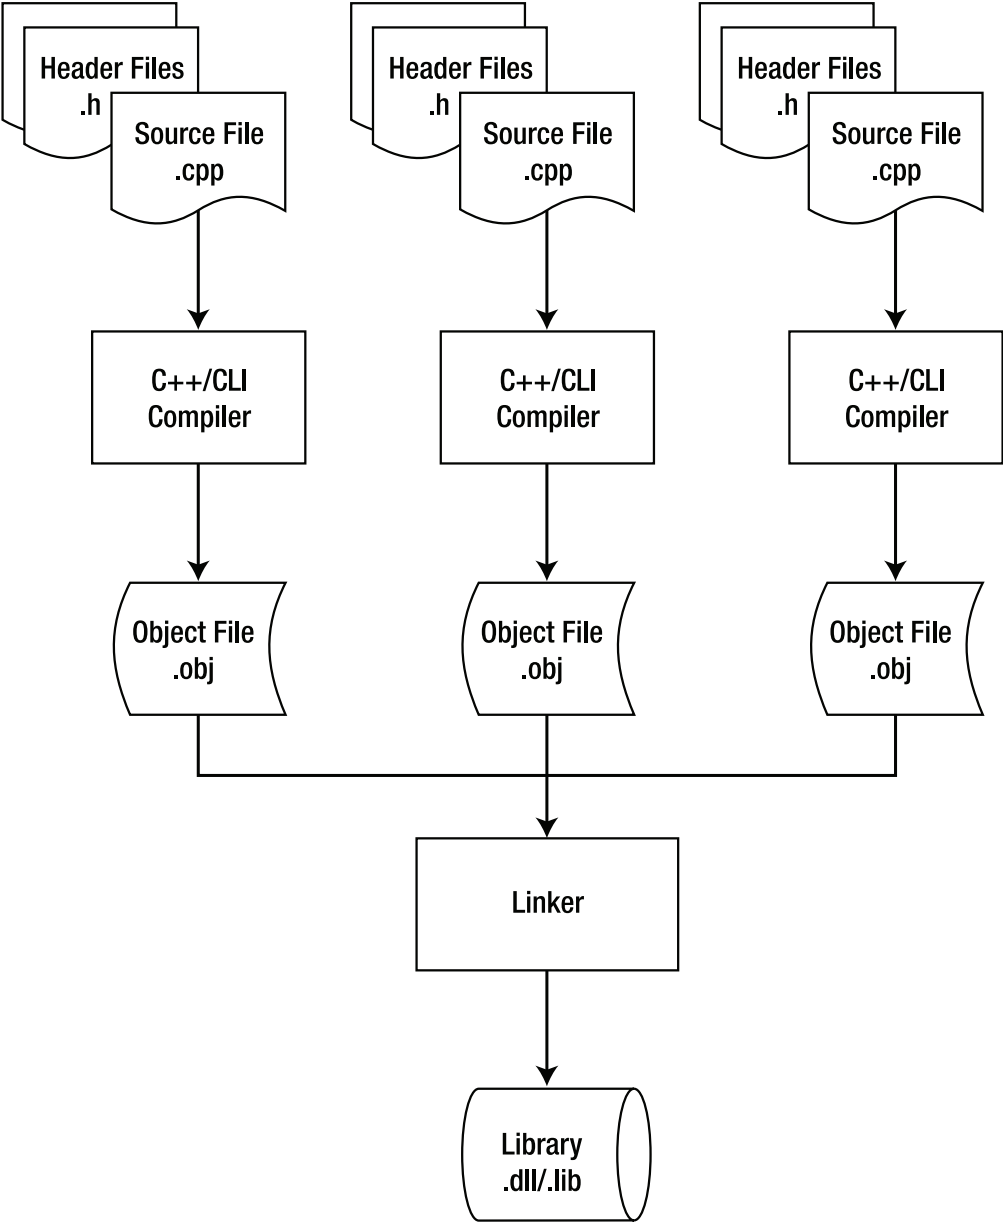 Header Files
.h
Source File
.cpp
Header Files
.h
Source File
.cpp
Header Files
.h
Source File
.cpp
C++/CLI
Compiler
C++/CLI
Compiler
C++/CLI
Compiler
Object File
.obj
Object File
.obj
Object File
.obj
Linker
Library
.dll/.lib